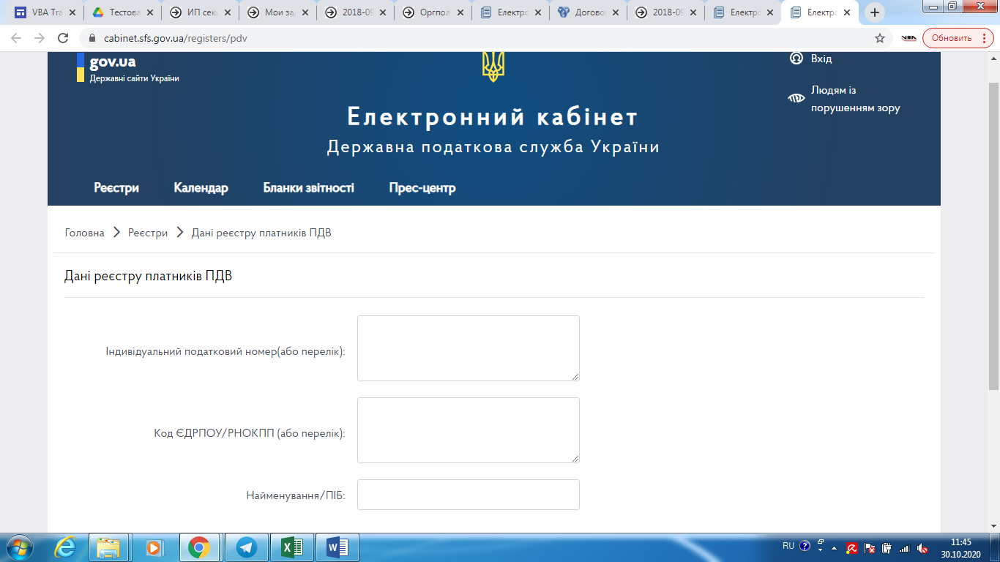 VBA Tra
Тестова
ИП секц
Мои за
2018-09
Оргпол
Електро
Догово
2018-09
Електро
Електро
cabinet.sfs.gov.ua/registers/pdv
Обновить
gov.ua
Державні сайти України
Вхід
Людям із
порушенням зору
Електронний кабінет
Державна податкова служба України
Реєстри
Календар
Бланки звітності
Прес-центр
Головна
Реєстри
Дані реєстру платників ПДВ
Дані реєстру платників ПДВ
Індивідуальний податковий номер(або перелік):
Код ЄДРПОУ/РНОКПП (або перелік):
Найменування/ПІБ:
RU
11:45
30.10.2020